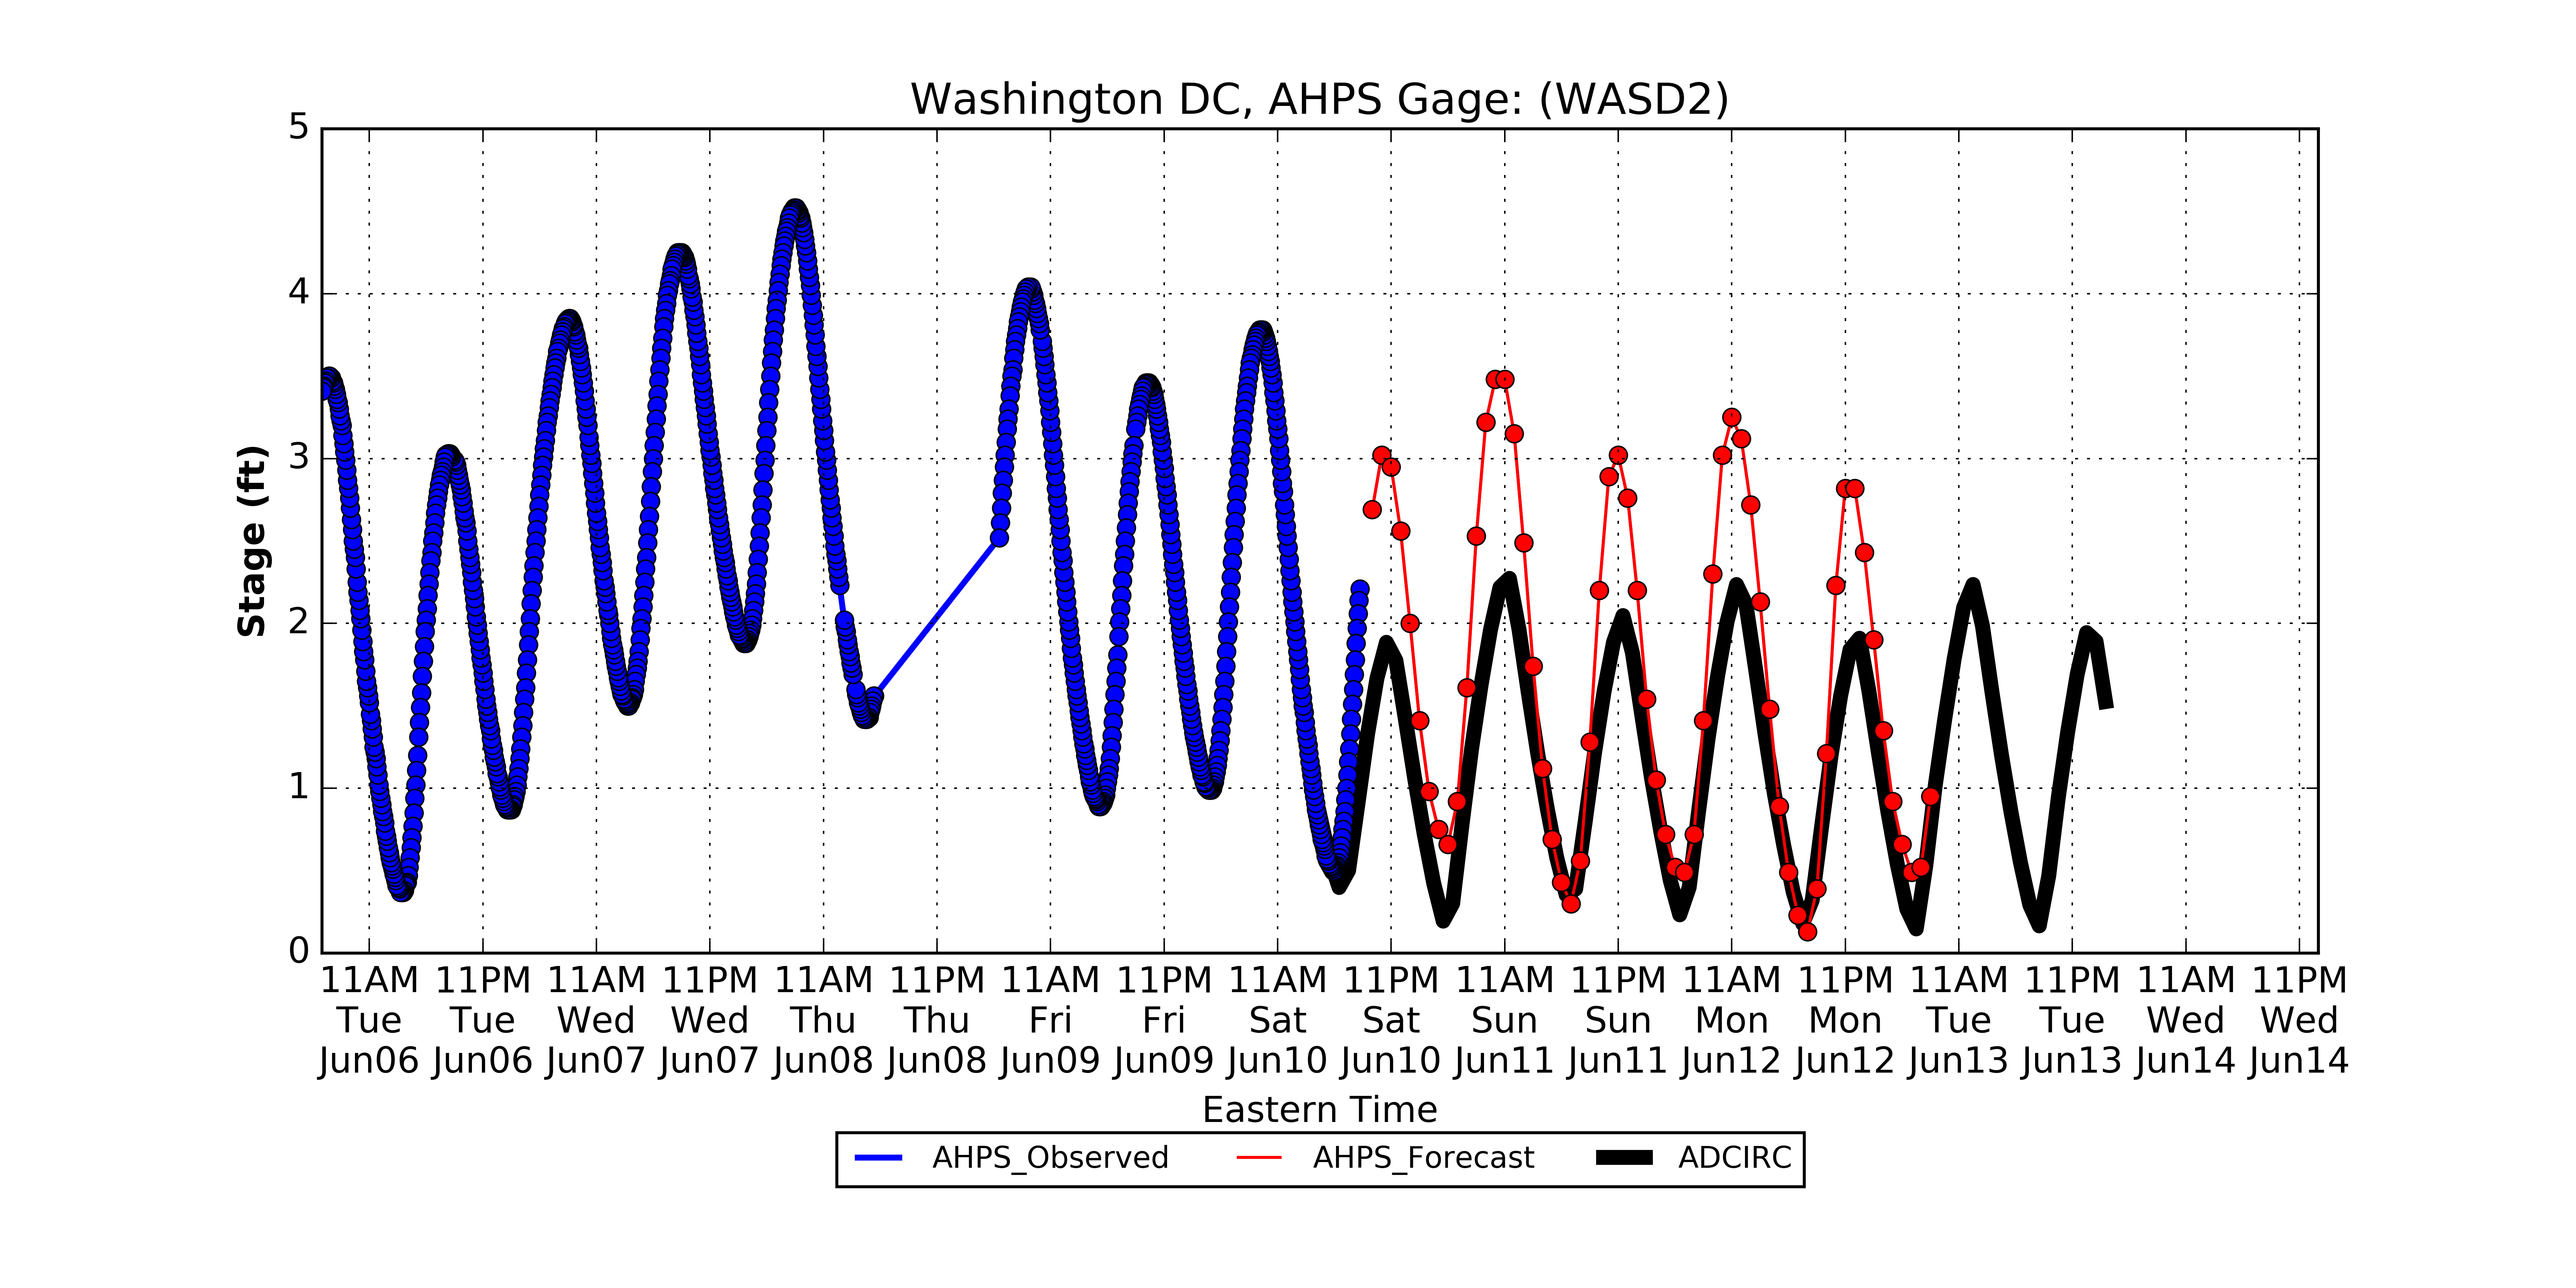 Washington DC, AHPS Gage: (WASD2)
5
4
3
2
1
0
Stage (ft)
11AM 11PM 11AM 11PM 11AM 11PM 11AM 11PM 11AM 11PM 11AM 11PM 11AM 11PM 11AM 11PM 11AM 11PM
Tue Tue Wed Wed Thu Thu Fri Fri Sat Sat Sun Sun Mon Mon Tue Tue Wed Wed
Jun06 Jun06 Jun07 Jun07 Jun08 Jun08 Jun09 Jun09 Jun10 Jun10 Jun11 Jun11 Jun12 Jun12 Jun13 Jun13 Jun14 Jun14
Eastern Time
AHPS_Observed AHPS_Forecast ADCIRC